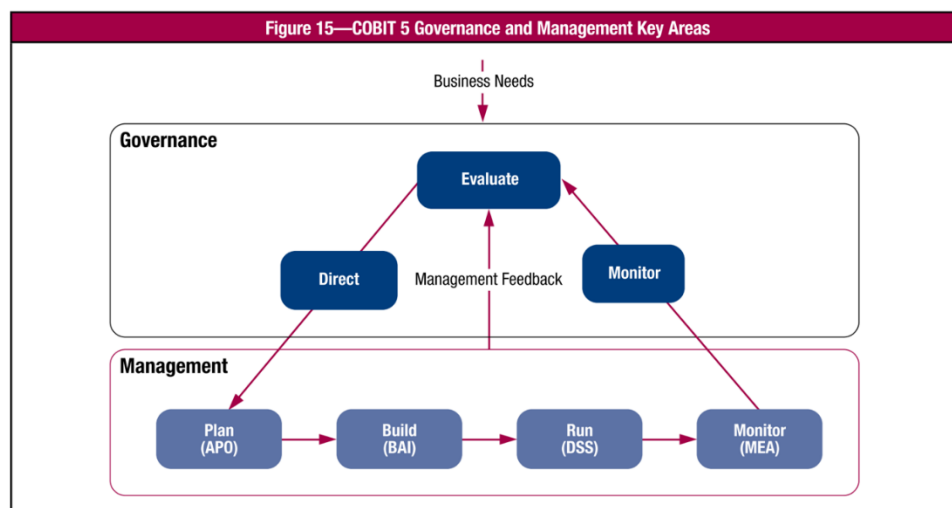 Figure 15—COBIT 5 Governance and Management Key Areas
Business Needs
Governance
Evaluate
Direct
Management Feedback
Monitor
Management
Plan
(APO)
Build
(BAI)
Run
(DSS)
Monitor
(MEA)